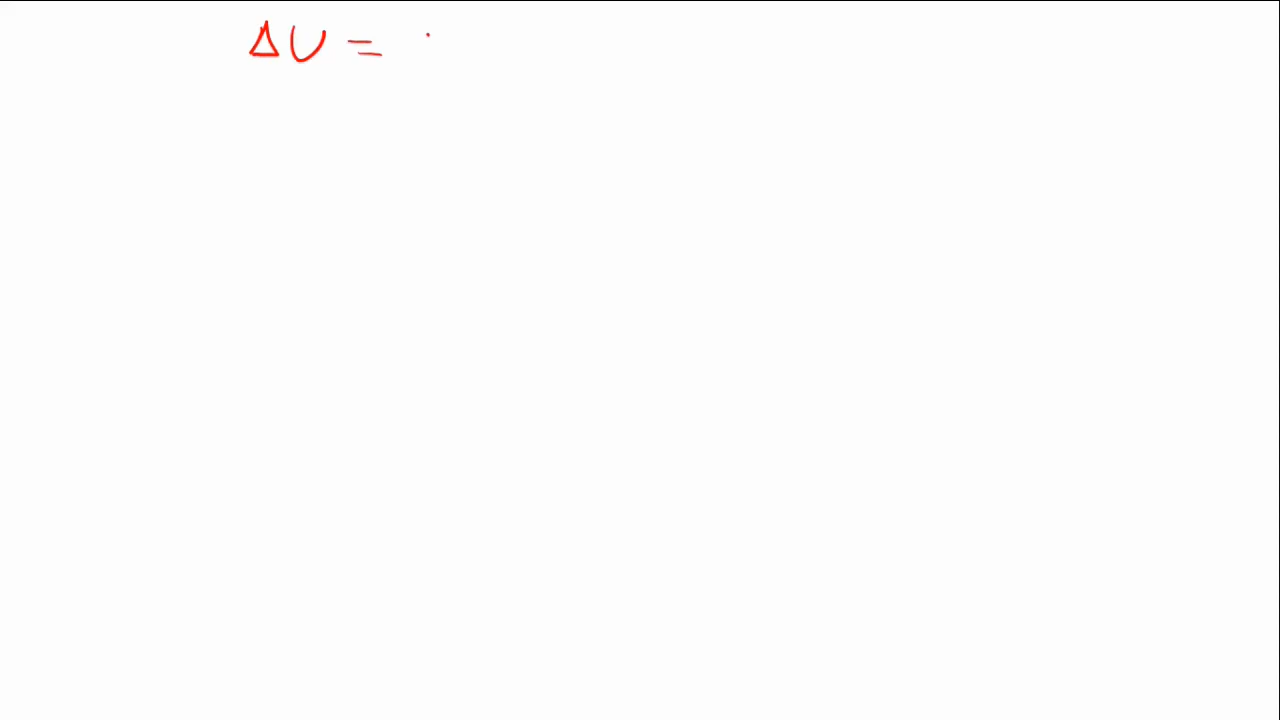 ΔU =